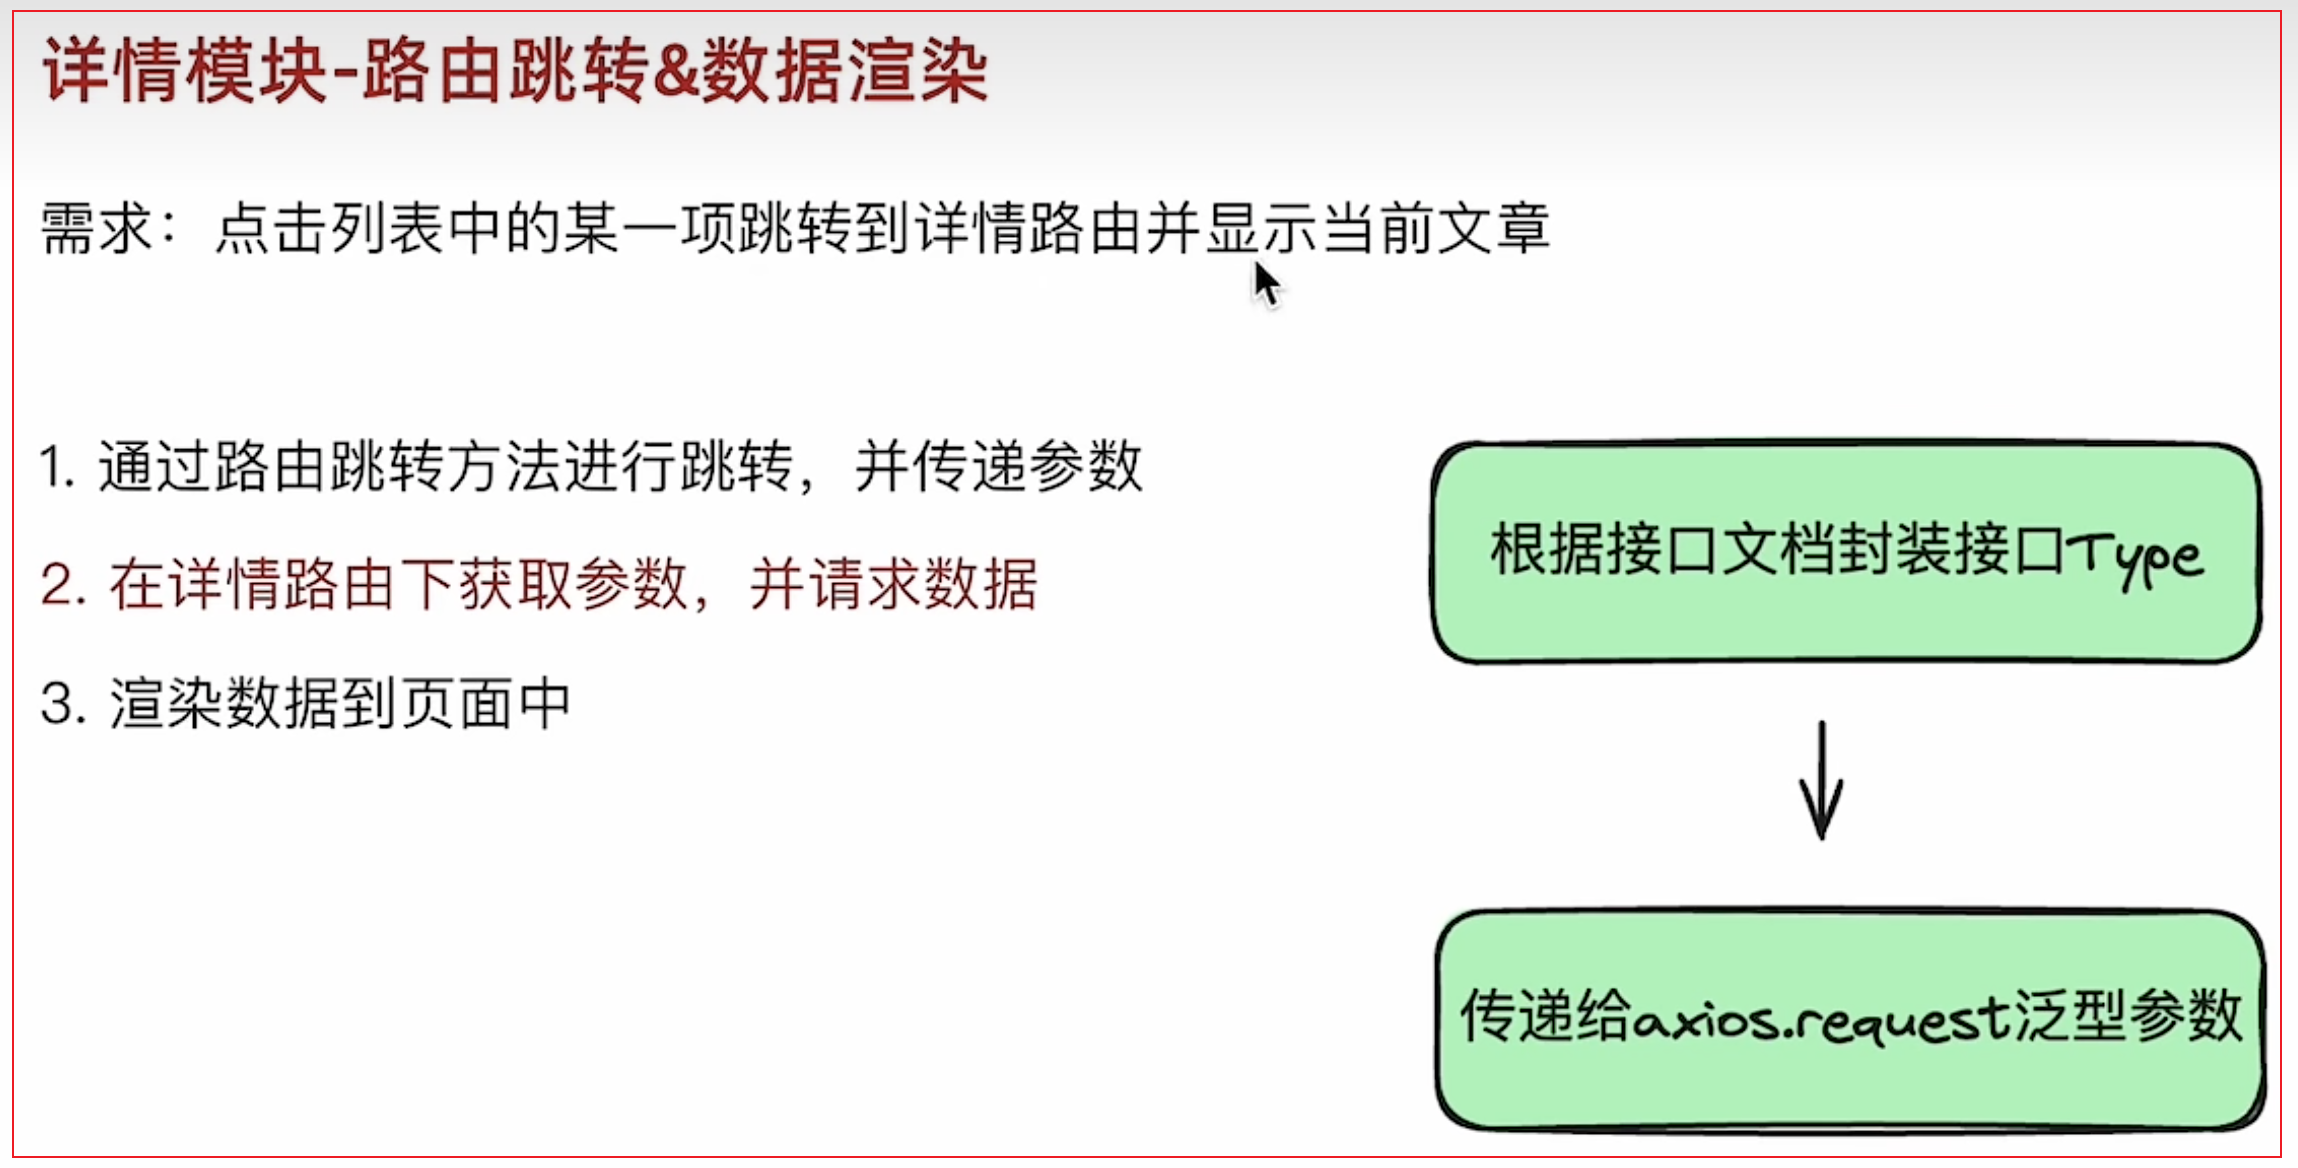 详情模块-路由跳转&数据渲染
需求：点击列表中的某一项跳转到详情路由并显示当前文章
1. 通过路由跳转方法进行跳转，并传递参数
2. 在详情路由下获取参数，并请求数据
3. 渲染数据到页面中
根据接口文档封装接口Type
传递给axios.request泛型参数